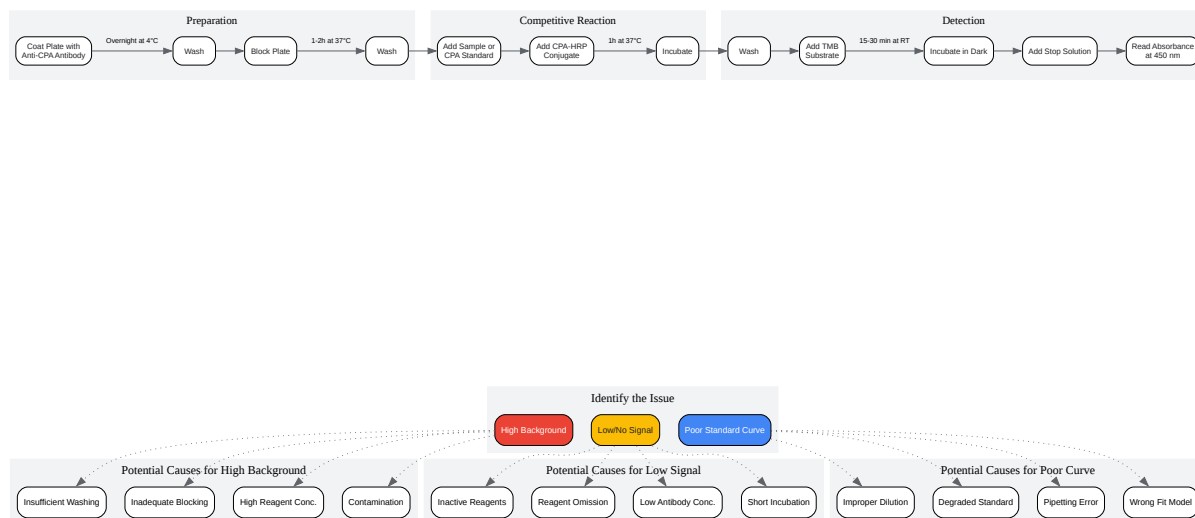 Preparation
Competitive Reaction
Detection
Coat Plate with
Anti-CPA Antibody
Overnight at 4°C
Wash
Block Plate
1-2h at 37°C
Wash
Add Sample or
CPA Standard
Add CPA-HRP
Conjugate
1h at 37°C
Incubate
Wash
Add TMB
Substrate
15-30 min at RT
Incubate in Dark
Add Stop Solution
Read Absorbance
at 450 nm
Identify the Issue
High Background
Low/No Signal
Poor Standard Curve
Potential Causes for High Background
Insufficient Washing
Inadequate Blocking
High Reagent Conc.
Contamination
Potential Causes for Low Signal
Inactive Reagents
Reagent Omission
Low Antibody Conc.
Short Incubation
Potential Causes for Poor Curve
Improper Dilution
Degraded Standard
Pipetting Error
Wrong Fit Model